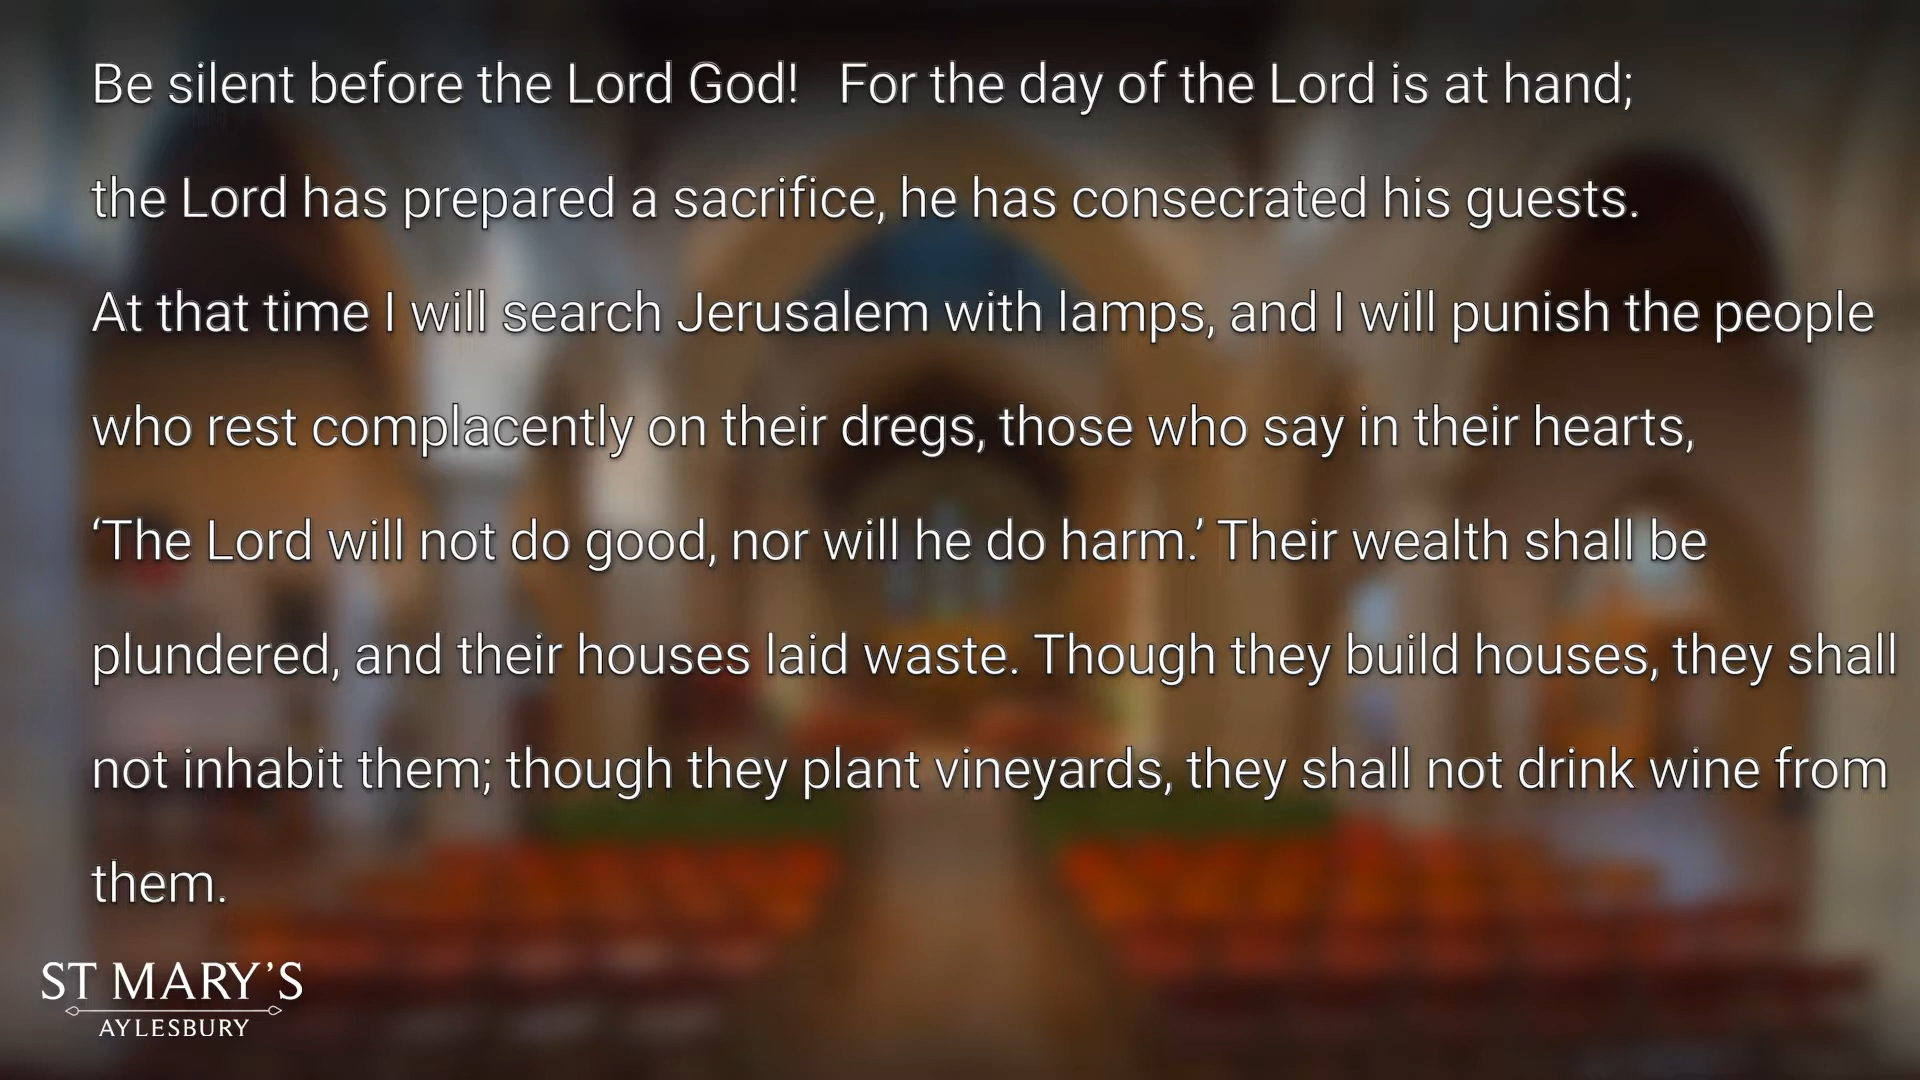 Be silent before the Lord God!   For the day of the Lord is at hand;
the Lord has prepared a sacrifice, he has consecrated his guests.
At that time I will search Jerusalem with lamps, and I will punish the people
who rest complacently on their dregs, those who say in their hearts,
‘The Lord will not do good, nor will he do harm.’ Their wealth shall be
plundered, and their houses laid waste. Though they build houses, they shall
not inhabit them; though they plant vineyards, they shall not drink wine from
them.
ST MARY’S
AYLESBURY